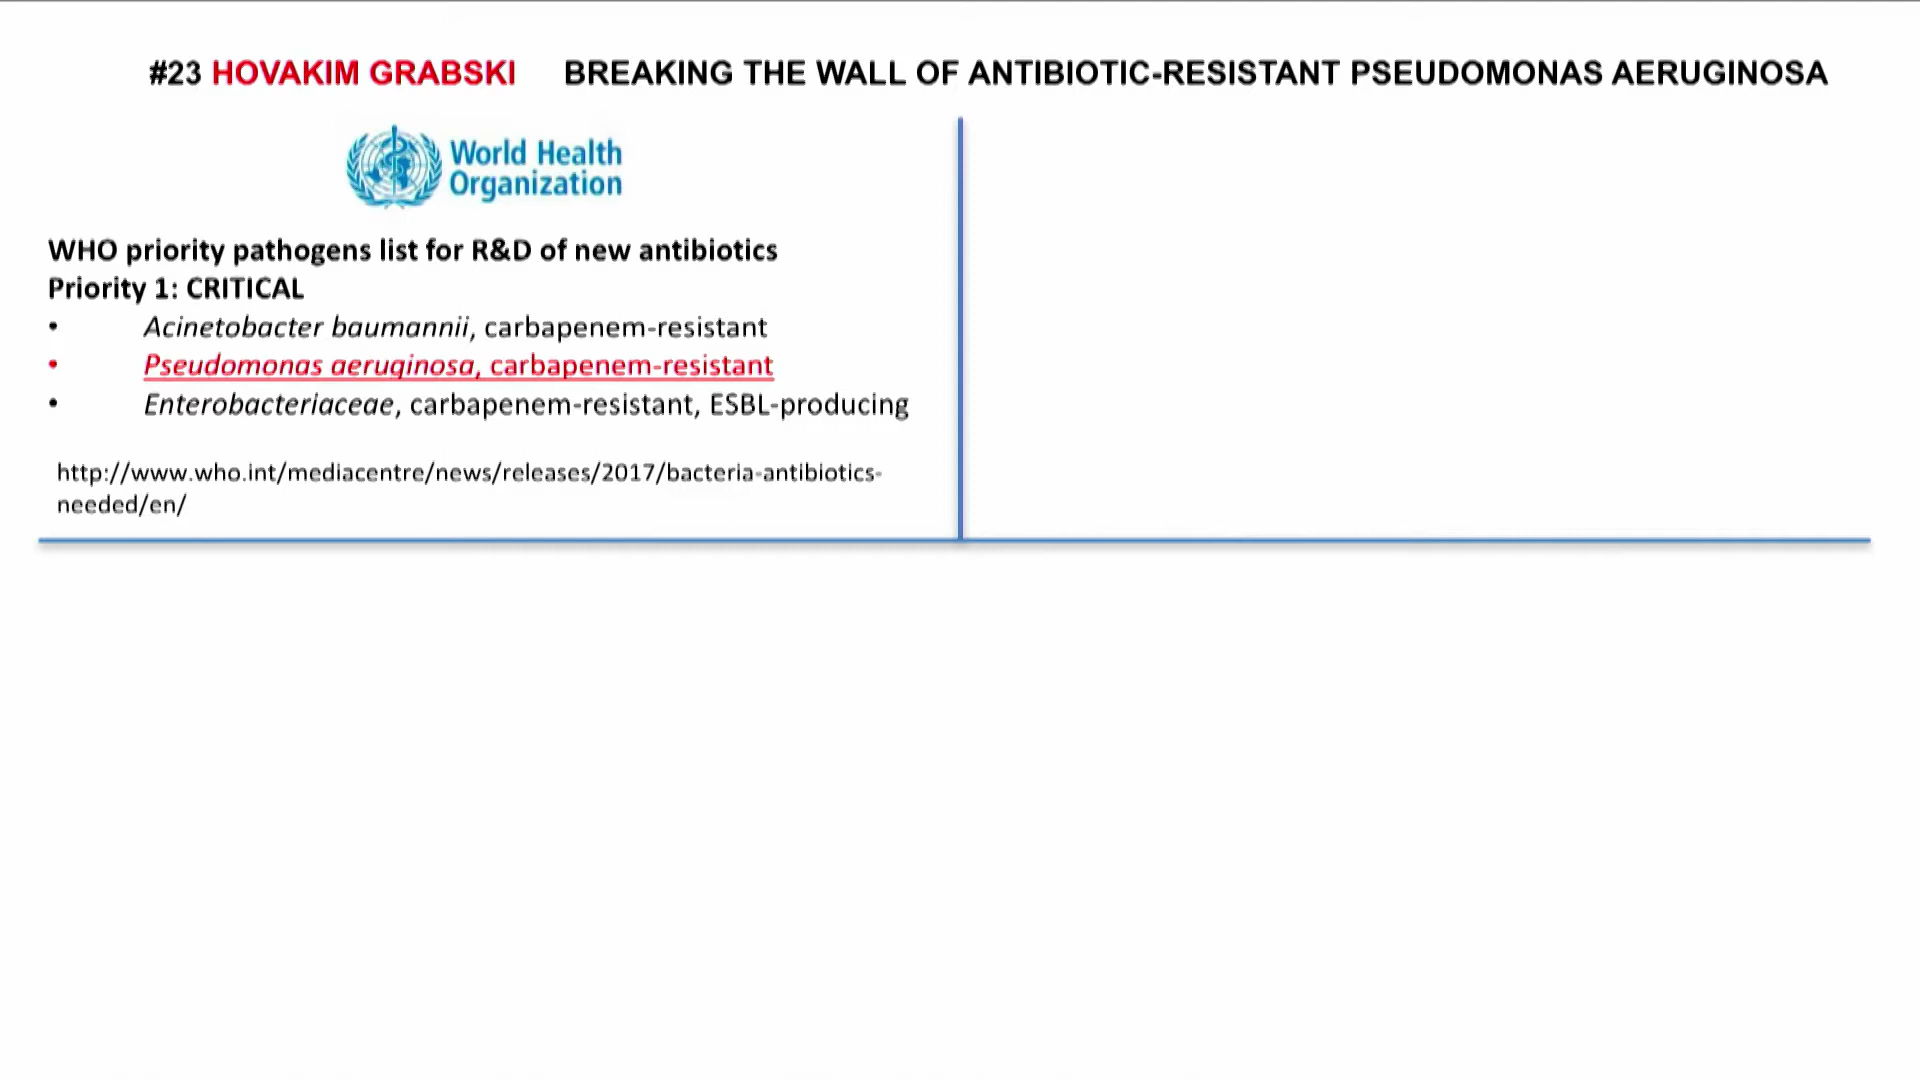 #23 HOVAKIM GRABSKI BREAKING THE WALL OF ANTIBIOTIC-RESISTANT PSEUDOMONAS AERUGINOSA
World Health
Organization
WHO priority pathogens list for R&D of new antibiotics
Priority 1: CRITICAL
• Acinetobacter baumannii, carbapenem-resistant
• Pseudomonas aeruginosa, carbapenem-resistant
• Enterobacteriaceae, carbapenem-resistant, ESBL-producing
http://www.who.int/mediacentre/news/releases/2017/bacteria-antibiotics-
needed/en/